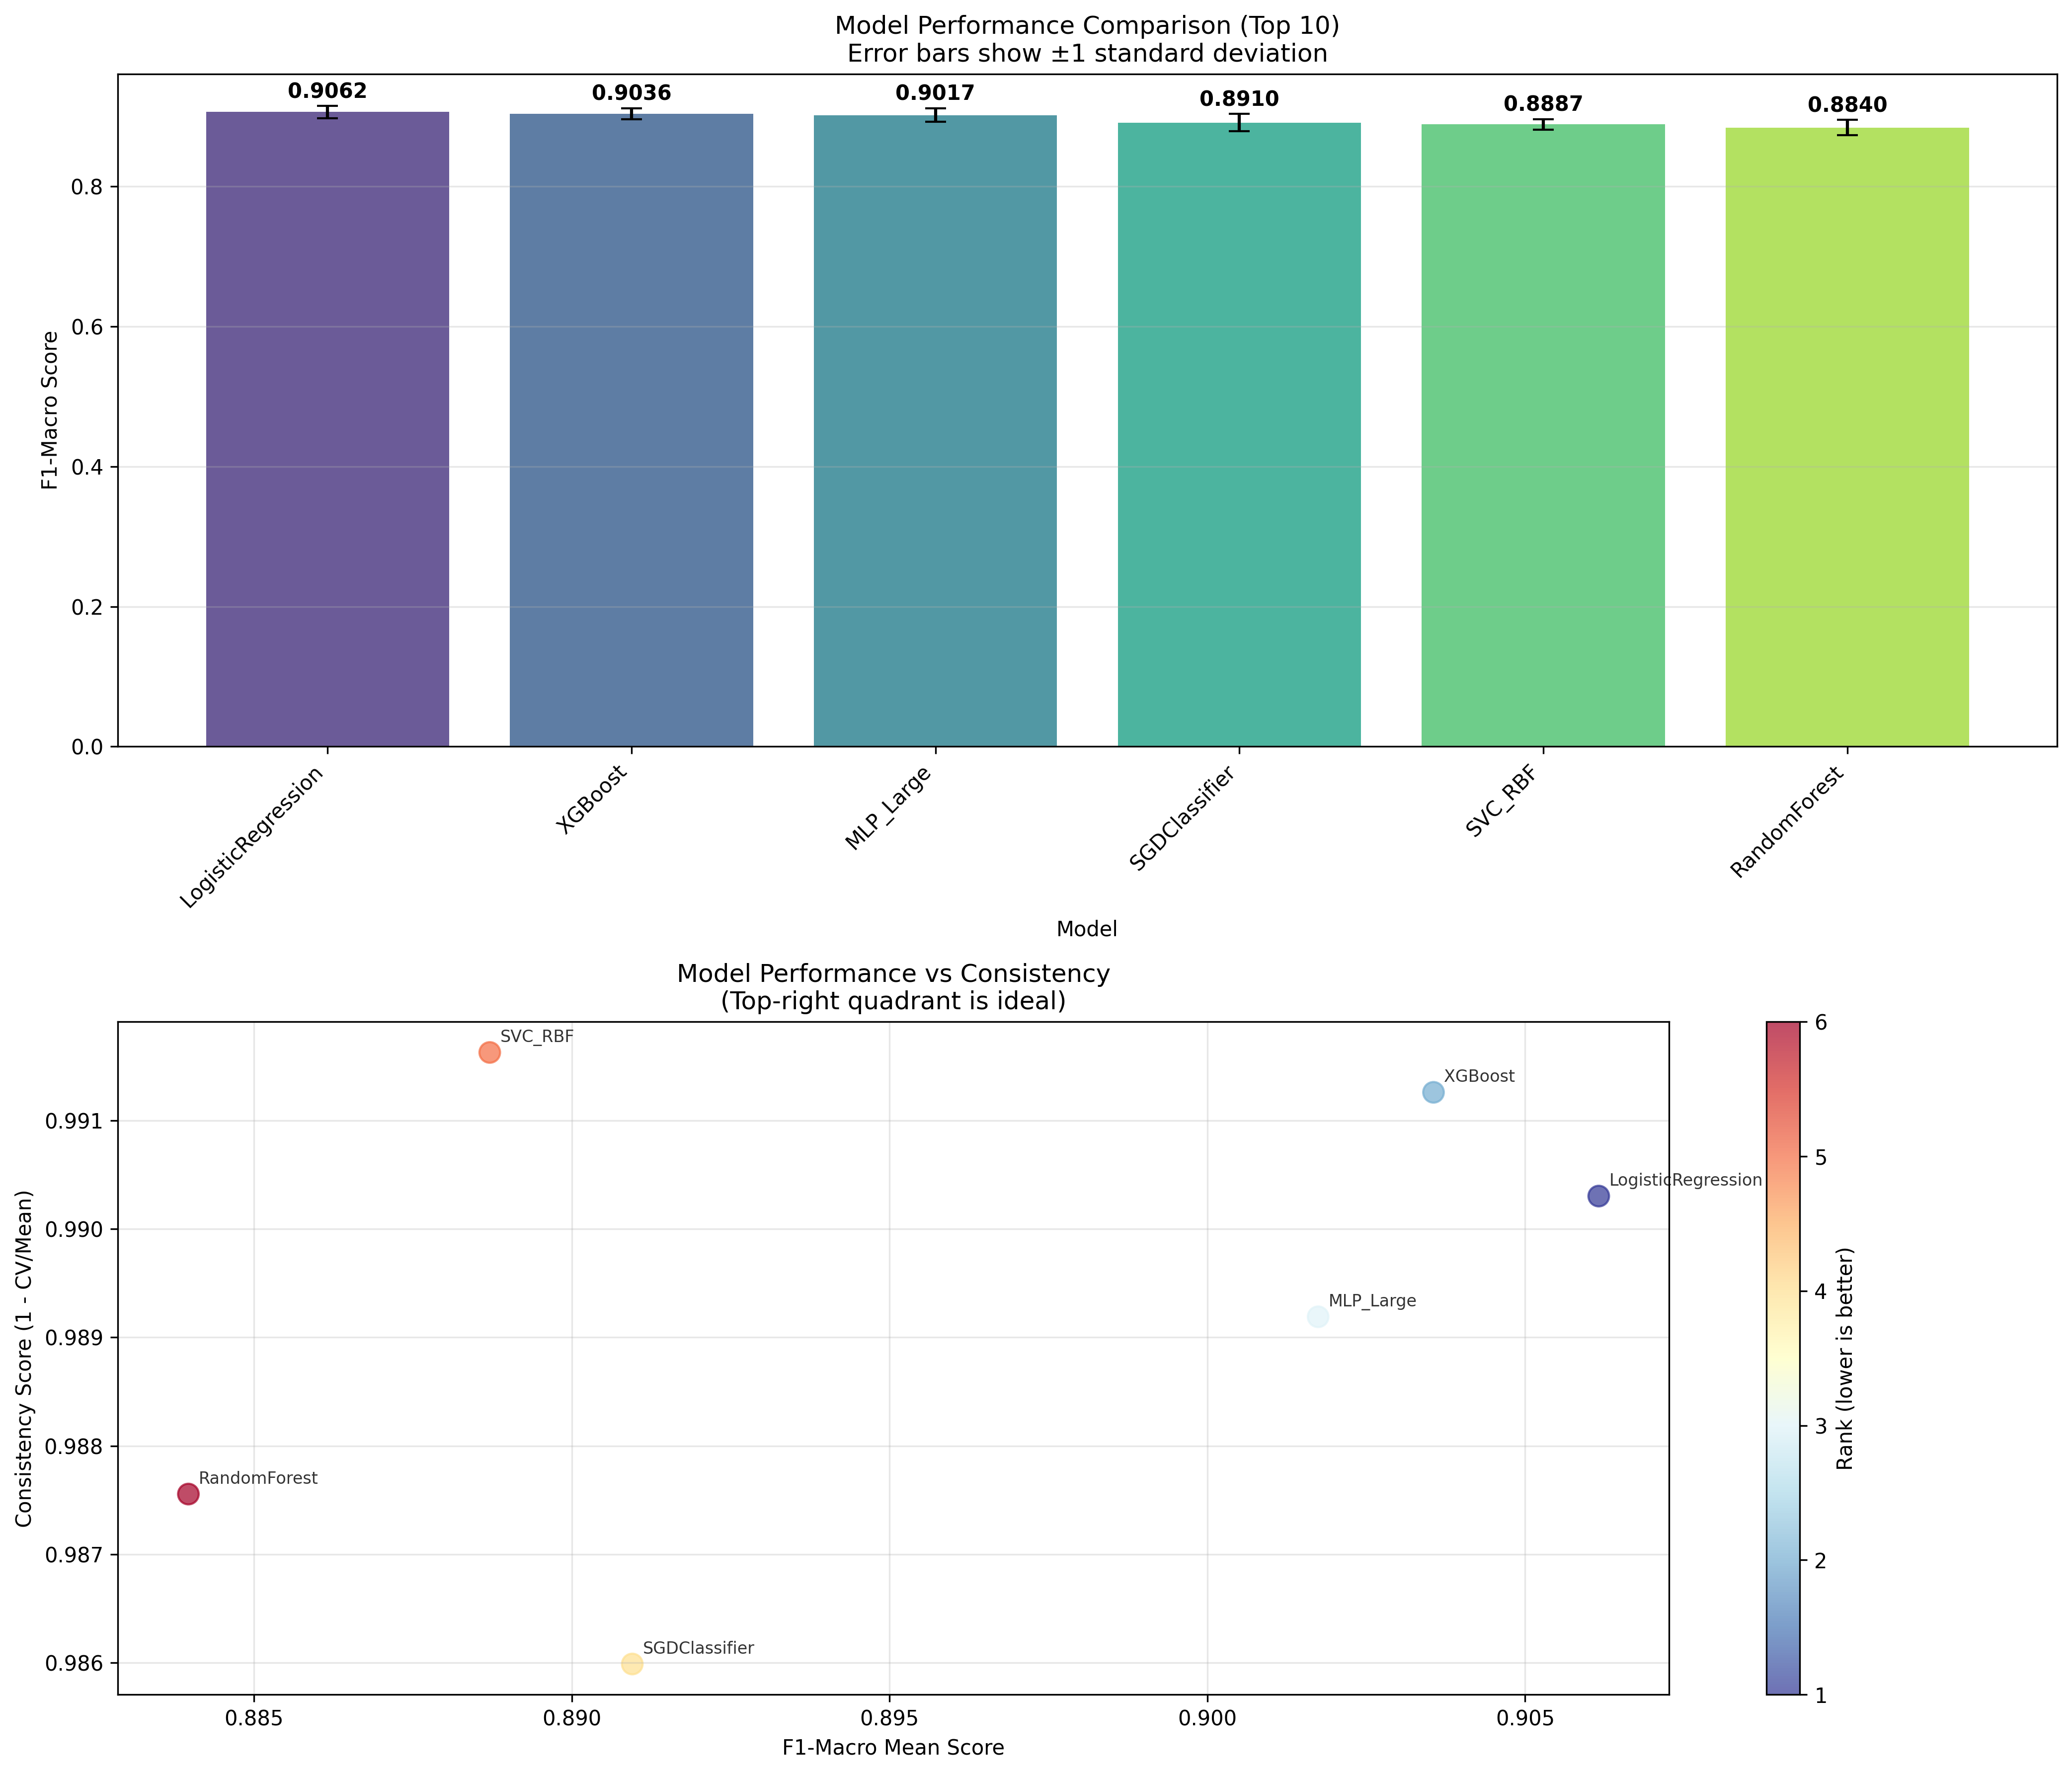 Model Performance Comparison (Top 10)
Error bars show ±1 standard deviation
0.9062
0.9036
0.9017
0.8910
0.8887
0.8840
F1-Macro Score
0.8
0.6
0.4
0.2
0.0
LogisticRegression
XGBoost
MLP_Large
SGDClassifier
SVC_RBF
RandomForest
Model
Model Performance vs Consistency
(Top-right quadrant is ideal)
Consistency Score (1 - CV/Mean)
0.991
0.990
0.989
0.988
0.987
0.986
SVC_RBF
XGBoost
LogisticRegression
MLP_Large
RandomForest
SGDClassifier
0.885
0.890
0.895
0.900
0.905
F1-Macro Mean Score
6
5
4
3
2
1
Rank (lower is better)